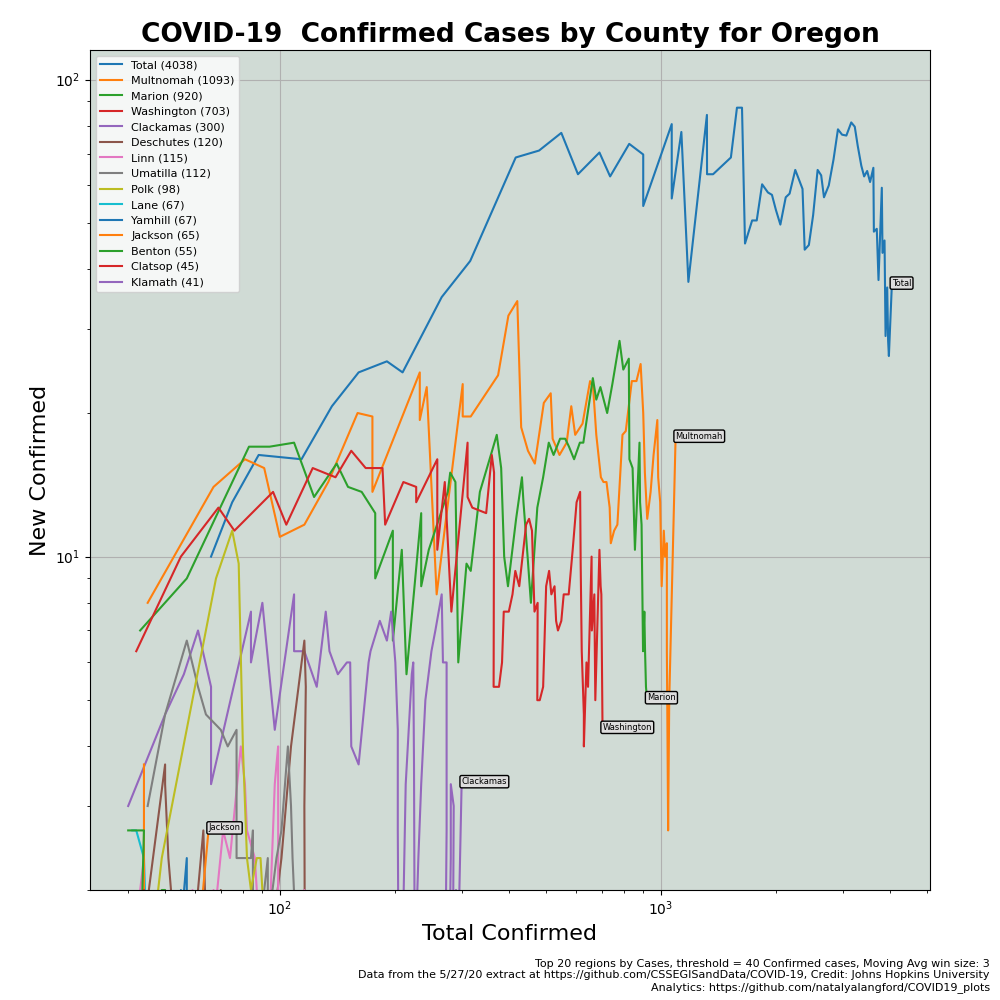 COVID-19  Confirmed Cases by County for Oregon
10²
Total (4038)
Multnomah (1093)
Marion (920)
Washington (703)
Clackamas (300)
Deschutes (120)
Linn (115)
Umatilla (112)
Polk (98)
Lane (67)
Yamhill (67)
Jackson (65)
Benton (55)
Clatsop (45)
Klamath (41)
Total
Multnomah
New Confirmed
10¹
Marion
Washington
Clackamas
Jackson
10²
10³
Total Confirmed
Top 20 regions by Cases, threshold = 40 Confirmed cases, Moving Avg win size: 3
Data from the 5/27/20 extract at https://github.com/CSSEGISandData/COVID-19, Credit: Johns Hopkins University
Analytics: https://github.com/natalyalangford/COVID19_plots